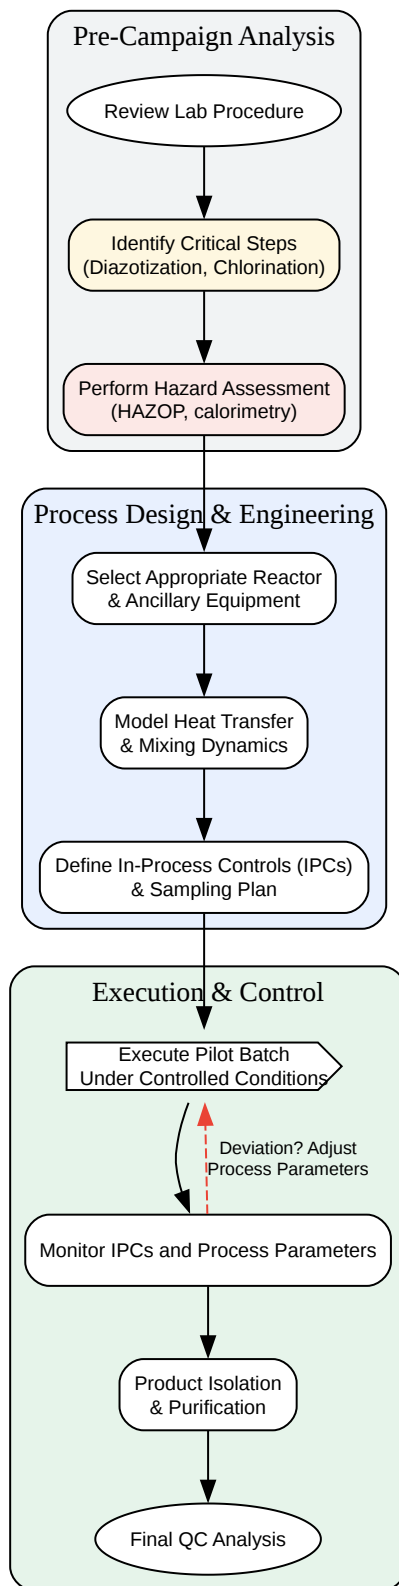 Pre-Campaign Analysis
Review Lab Procedure
Identify Critical Steps
(Diazotization, Chlorination)
Perform Hazard Assessment
(HAZOP, calorimetry)
Process Design & Engineering
Select Appropriate Reactor
& Ancillary Equipment
Model Heat Transfer
& Mixing Dynamics
Define In-Process Controls (IPCs)
& Sampling Plan
Execution & Control
Execute Pilot Batch
Under Controlled Conditions
Deviation? Adjust
Process Parameters
Monitor IPCs and Process Parameters
Product Isolation
& Purification
Final QC Analysis